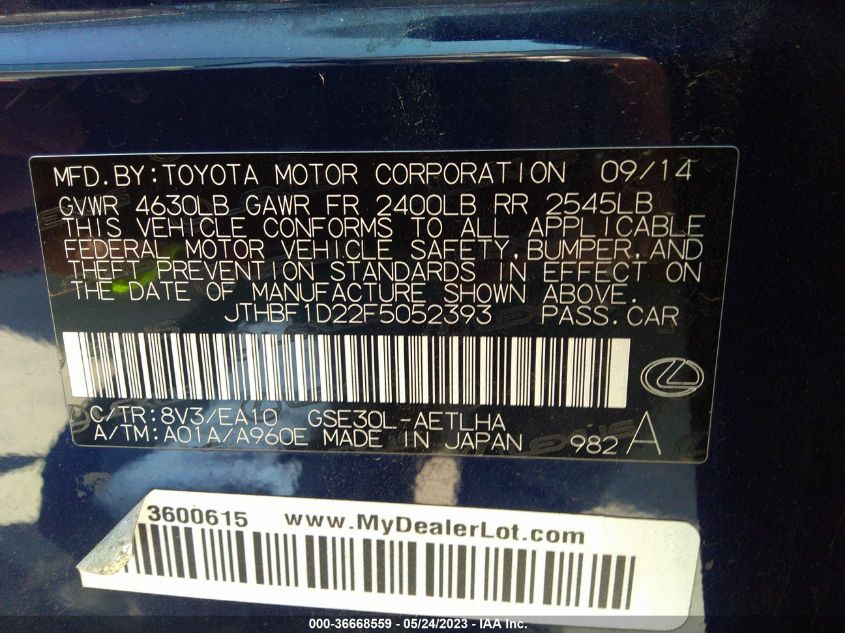 MFD.BY:TOYOTA MOTOR CORPORATION 09/14
GVWR 4630LB GAWR FR 2400LB RR 2545LB
THIS VEHICLE CONFORMS TO ALL APPLICABLE
FEDERAL MOTOR VEHICLE SAFETY,BUMPER,AND
THEFT PREVENTION STANDARDS IN EFFECT ON
THE DATE OF MANUFACTURE SHOWN ABOVE.
JTHBF1D22F5052393 PASS.CAR
C/TR:8V3/EA10 GSE30L-AETLHA
A/TM:A01A/A960E MADE IN JAPAN 982 A
3600615 www.MyDealerLot.com
000-36668559 — 05/24/2023 — IAA Inc.